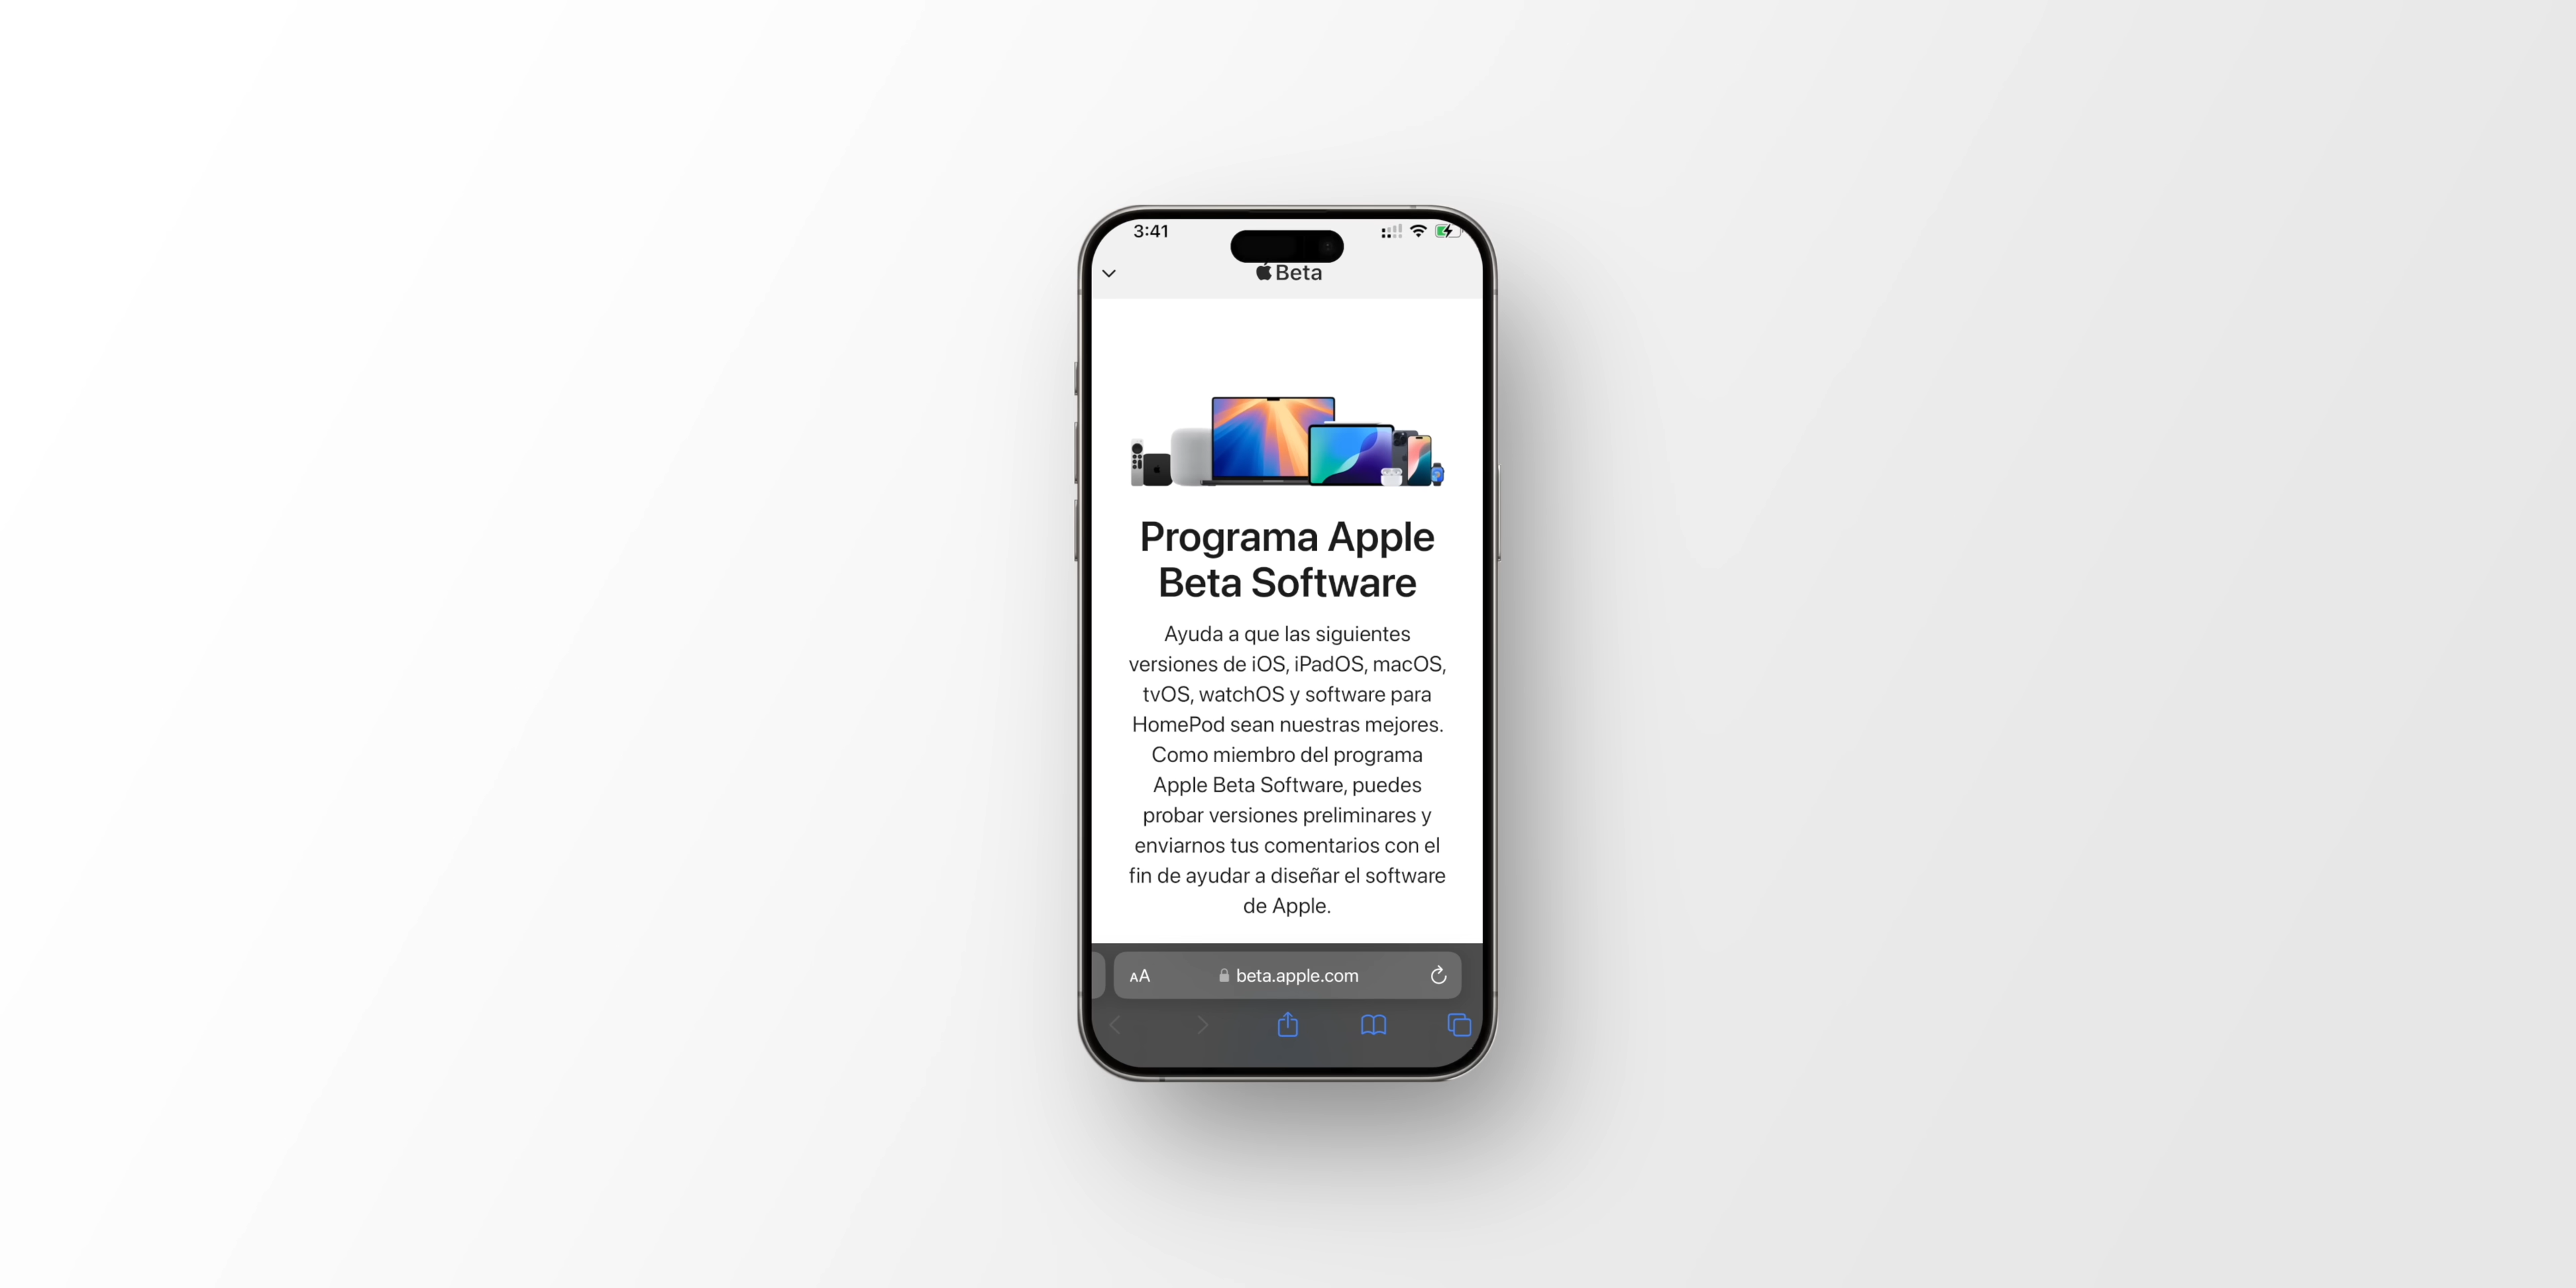 3:41
Beta
Programa Apple
Beta Software
Ayuda a que las siguientes
versiones de iOS, iPadOS, macOS,
tvOS, watchOS y software para
HomePod sean nuestras mejores.
Como miembro del programa
Apple Beta Software, puedes
probar versiones preliminares y
enviarnos tus comentarios con el
fin de ayudar a diseñar el software
de Apple.
AA beta.apple.com